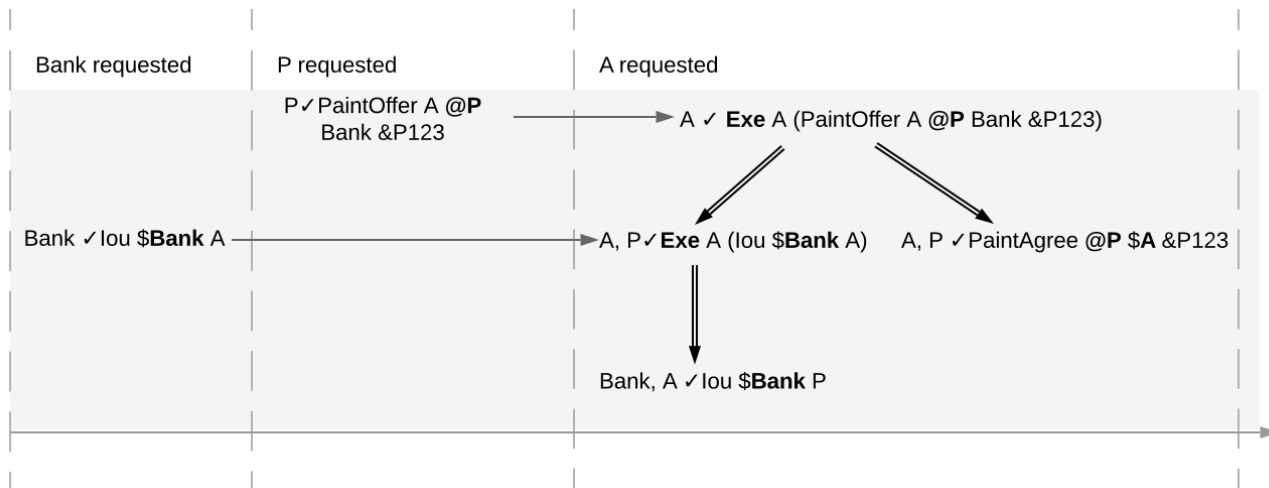 Bank requested
P requested
A requested
P✓PaintOffer A @P
Bank &P123
A ✓ Exe A (PaintOffer A @P Bank &P123)
Bank ✓Iou $Bank A
A, P✓Exe A (Iou $Bank A)
A, P ✓PaintAgree @P $A &P123
Bank, A ✓Iou $Bank P